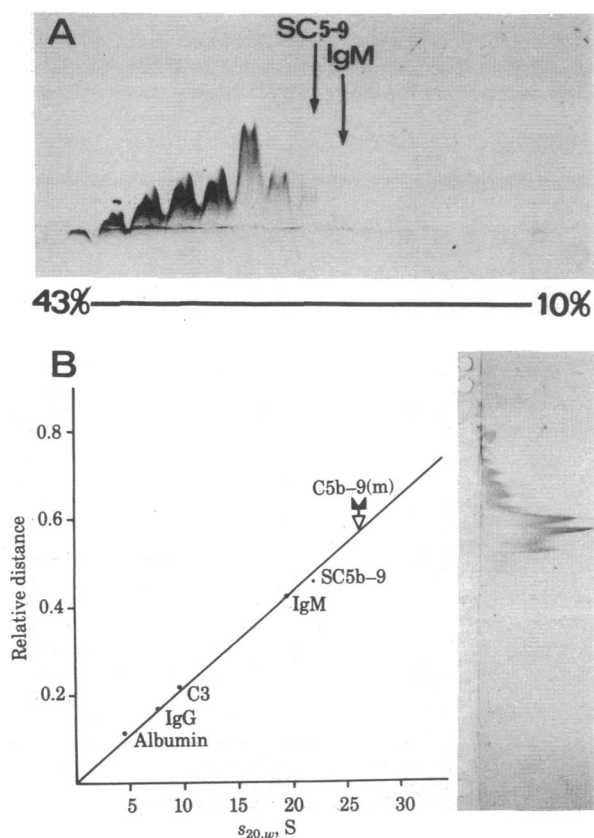 A
SC5-9
IgM
43%
10%
B
0.8
0.6
0.4
0.2
Relative distance
C5b–9(m)
SC5b–9
IgM
C3
IgG
Albumin
5
10
15
20
25
30
s20,w, S